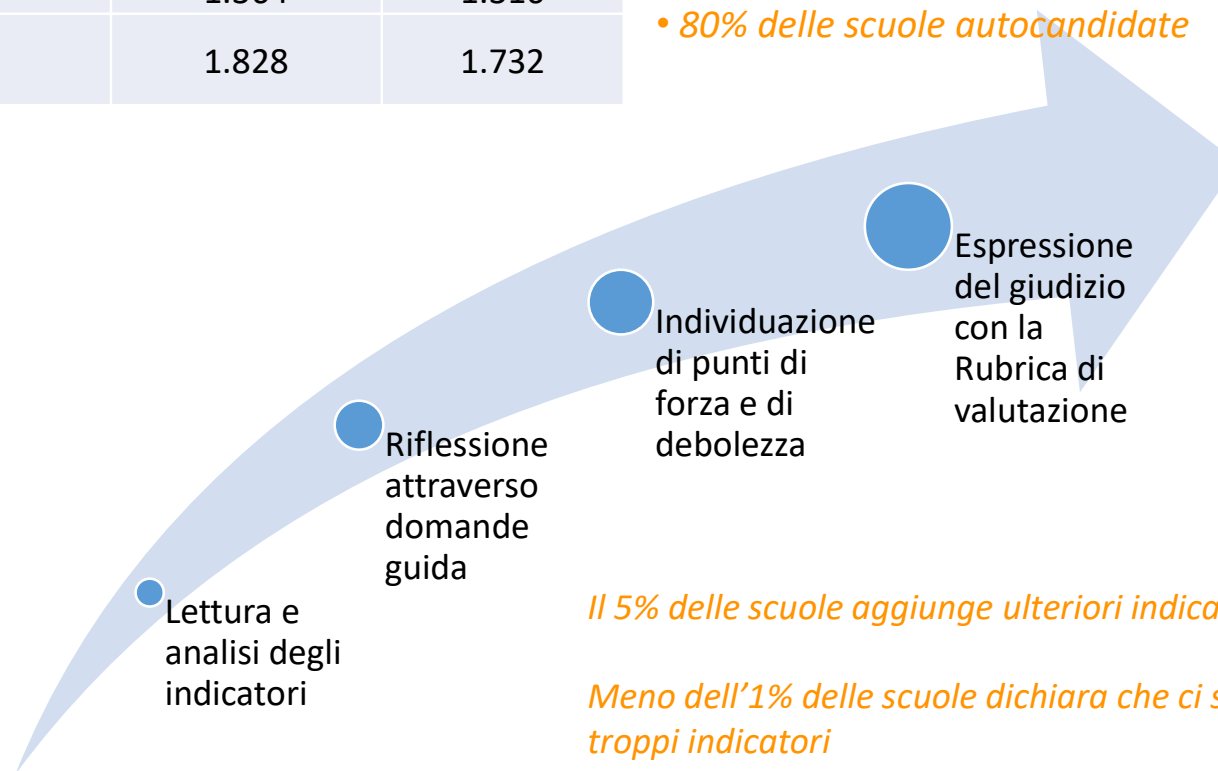 1.828 1.732
• 80% delle scuole autocandidate
Espressione
del giudizio
con la
Rubrica di
valutazione
Individuazione
di punti di
forza e di
debolezza
Riflessione
attraverso
domande
guida
Lettura e
analisi degli
indicatori
Il 5% delle scuole aggiunge ulteriori
Meno dell’1% delle scuole dichiara che ci
troppi indicatori